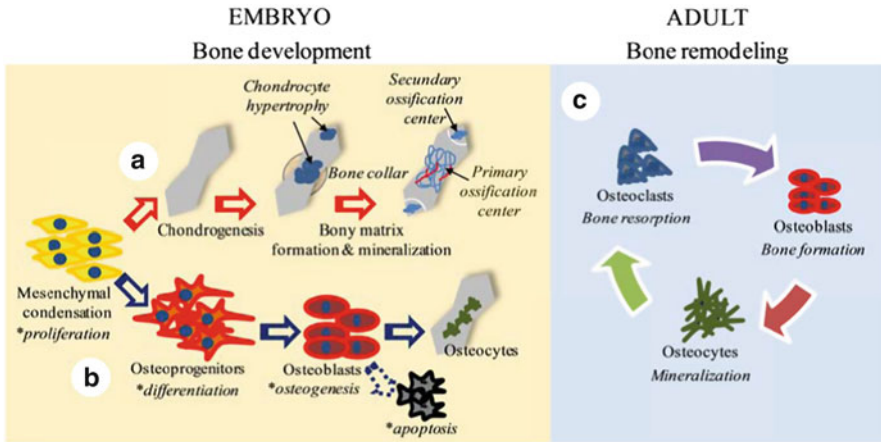 EMBRYO
Bone development
ADULT
Bone remodeling
a
Chondrocyte
hypertrophy
Secundary
ossification
center
Bone collar
Primary
ossification
center
Chondrogenesis
Bony matrix
formation & mineralization
Mesenchymal
condensation
*proliferation
b
Osteoprogenitors
*differentiation
Osteoblasts
*osteogenesis
Osteocytes
*apoptosis
c
Osteoclasts
Bone resorption
Osteoblasts
Bone formation
Osteocytes
Mineralization